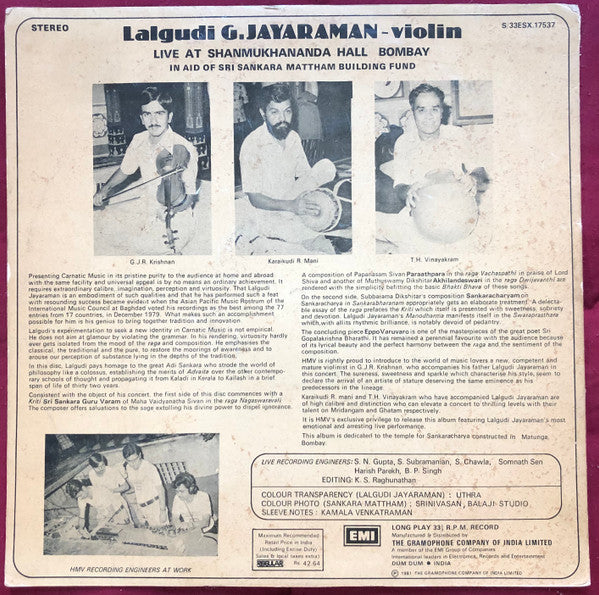 STEREO
Lalgudi G.JAYARAMAN-violin
S/33ESX.17537
LIVE AT SHANMUKHANANDA HALL BOMBAY
IN AID OF SRI SANKARA MATTHAM BUILDING FUND
G.J.R. Krishnan
Karaikudi R. Mani
T.H. Vinayakram
Presenting Carnatic Music in its pristine purity to the audience at home and abroad
with the same facility and universal appeal is by no means an ordinary achievement. It
requires extraordinary calibre, imagination, perception and virtuosity. That Lalgudi
Jayaraman is an embodiment of such qualities and that he has performed such a feat
with resounding success became evident when the Asian Pacific Music Rostrum of the
International Music Council at Baghdad voted his recordings as the best among the 77
entries from 17 countries, in December 1979. What makes such an accomplishment
possible for him is his genius to bring together tradition and innovation.
Lalgudi's experimentation to seek a new identity in Carnatic Music is not empirical.
He does not aim at glamour by violating the grammar. In his rendering, virtuosity hardly
ever gets isolated from the mood of the raga and composition. He emphasises the
classical, the traditional and the pure, to restore the moorings of awareness and to
arouse our perception of substance lying in the depths of the tradition.
In this disc, Lalgudi pays homage to the great Adi Sankara who strode the world of
philosophy like a colossus, establishing the merits of Advaita over the other contempo-
rary schools of thought and propagating it from Kaladi in Kerala to Kailash in a brief
span of life of thirty two years.
Consistent with the object of his concert, the first side of this disc commences with a
Kriti Sri Sankara Guru Varam of Maha Vaidyanatha Sivan in the raga Nagaswaravali
The composer offers salutations to the sage extolling his divine power to dispel ignorance.
A composition of Papanasam Sivan Paraathpara in the raga Vachaspathi in praise of Lord
Shiva and another of Muthuswamy Dikshitar Akhilandeswari in the raga Dwijavanthi are
rendered with the simplicity befitting the basic Bhakti Bhava of these songs.
On the second side, Subbaiama Dikshitar's composition Sankaracharyam on
Sankaracharya in Sankarabharanam appropriately gets an elaborate treatment. A delecta-
ble essay of the raga prefaces the Kriti which itself is presented with sweetness, sobriety
and devotion. Lalgudi Jayaraman's Manodharma manifests itself in the Swaraprasthara
which, with all its rhythmic brilliance, is notably devoid of pedantry.
The concluding piece Eppo Varuvaro is one of the masterpieces of the great poet Sri
Gopalakrishna Bharathi. It has remained a perennial favourite with the audience because
of its lyrical beauty and the perfect harmony between the raga and the sentiment of the
composition.
HMV is rightly proud to introduce to the world of music lovers a new, competent and
mature violinist in G.J.R. Krishnan, who accompanies his father Lalgudi Jayaraman in
this concert. The sureness, sweetness and sparkle which characterise his style, seem to
declare the arrival of an artiste of stature deserving the same eminence as his
predecessors in the lineage.
Karaikudi R. mani and T.H. Vinayakram who have accompanied Lalgudi Jayaraman are
of high calibre and distinction who can elevate a concert to thrilling levels with their
talent on Mridangam and Ghatam respectively.
It is HMV's exclusive privilege to release this album featuring Lalgudi Jayaraman's most
emotional and arresting live performance.
This album is dedicated to the temple for Sankaracharya constructed in Matunga,
Bombay.
LIVE RECORDING ENGINEERS: S. N. Gupta, S. Subramanian, S. Chawla, Somnath Sen
Harish Parekh, B. P. Singh
EDITING: K. S. Raghunathan
COLOUR TRANSPARENCY (LALGUDI JAYARAMAN) : UTHRA
COLOUR PHOTO (SANKARA MATTHAM) : SRINIVASAN, BALAJI STUDIO
SLEEVE NOTES : KAMALA VENKATRAMAN
HMV RECORDING ENGINEERS AT WORK
Maximum Recommended
Retail Price in India
(Including Excise Duty)
Sales & local taxes extra)
REGULAR Rs. 42.64
EMI
LONG PLAY 33⅓ R.P.M. RECORD
Manufactured & Distributed by
THE GRAMOPHONE COMPANY OF INDIA LIMITED
A member of the EMI Group of Companies
International leaders in Electronics, Records and Entertainment
DUM DUM • INDIA
℗ 1981 THE GRAMOPHONE COMPANY OF INDIA LIMITED